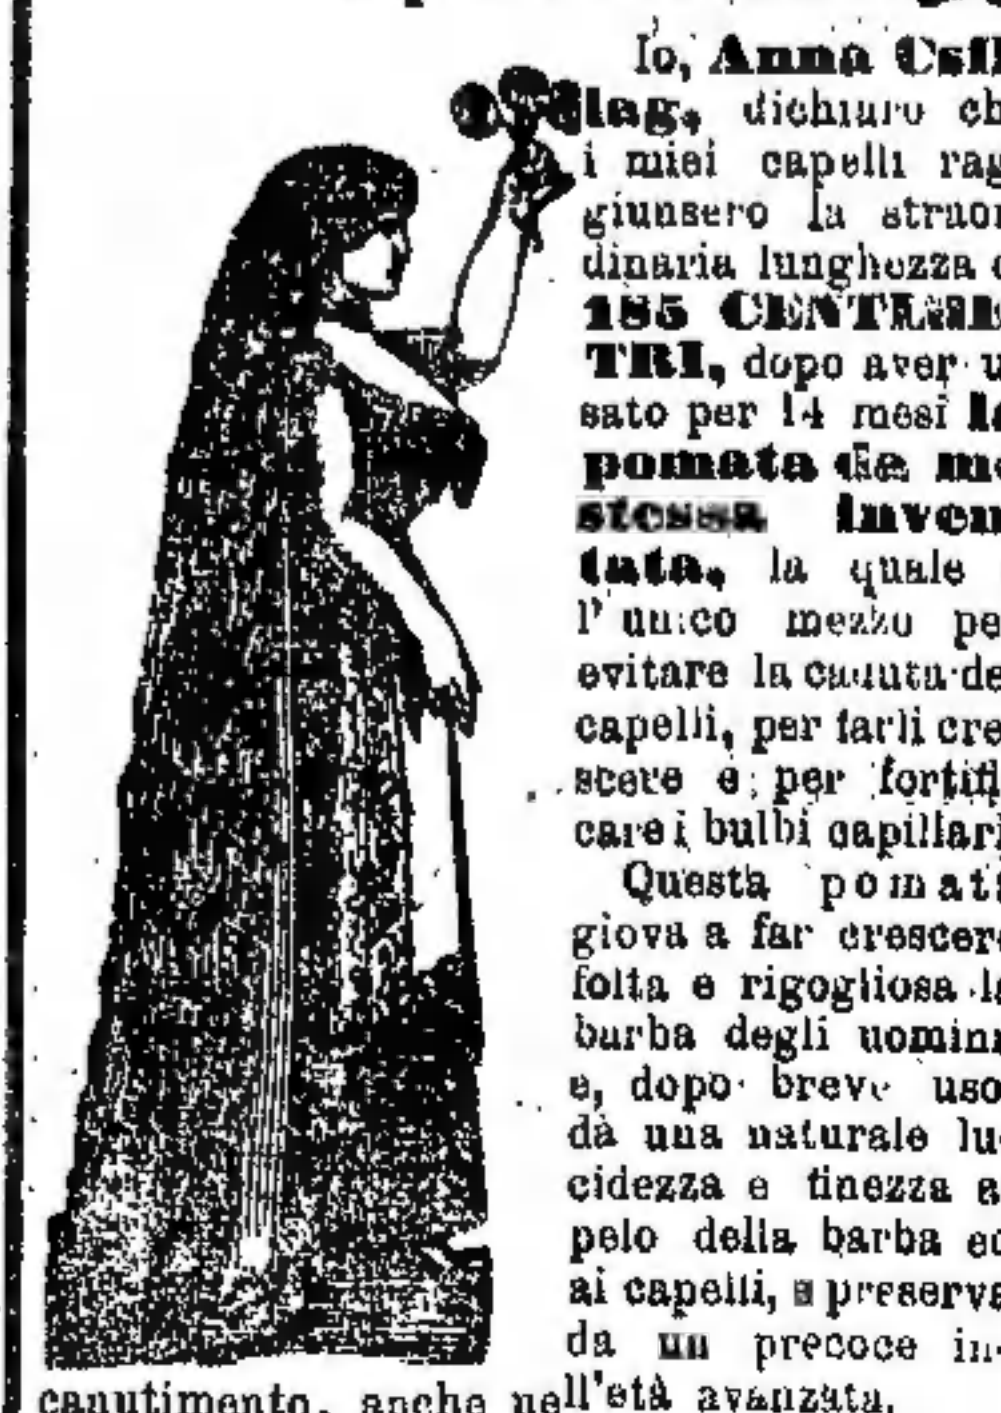 Io, Anna Csil
lag, dichiaro ch
i miei capelli rag
giunsero la straor
dinaria lunghezza d
185 CENTIME
TRI, dopo aver u
sato per 14 mesi la
pomata da me
stessa inven
tata, la quale
l'unico mezzo pe
evitare la caduta de
capelli, per farli cre
scere e per fortifi
care i bulbi capillari
Questa pomata
giova a far crescere
folta e rigogliosa la
barba degli uomini
e, dopo breve uso
dà una naturale lu-
cidezza e finezza a
pelo della barba ed
ai capelli, e preserva
da un precoce in-
canutimento, anche nell'età avanzata.